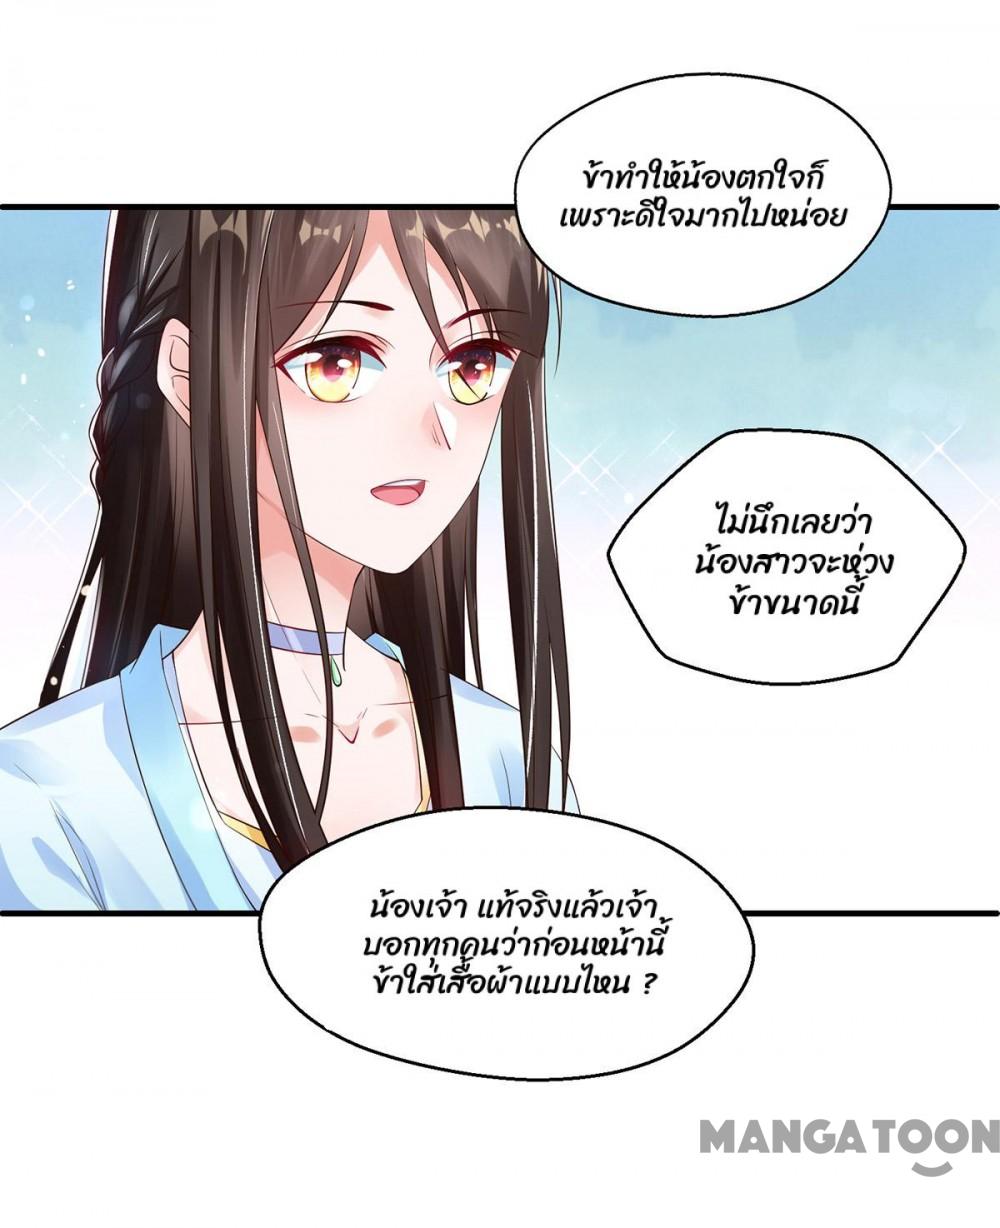 ข้าทำให้น้องตกใจก็
เพราะดีใจมากไปหน่อย
ไม่นึกเลยว่า
น้องสาวจะห่วง
ข้าขนาดนี้
น้องเจ้า แท้จริงแล้วเจ้า
บอกทุกคนว่าก่อนหน้านี้
ข้าใส่เสื้อผ้าแบบไหน ?
MANGATOON